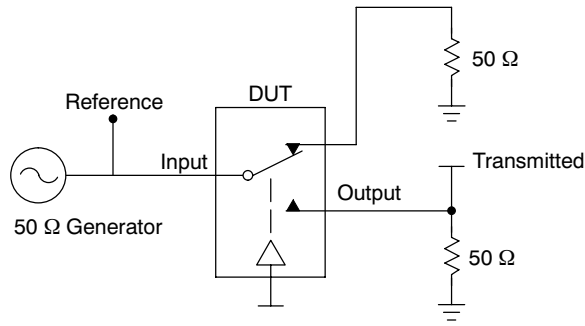 50 Ω
DUT
Reference
Input
Transmitted
Output
50 Ω Generator
50 Ω